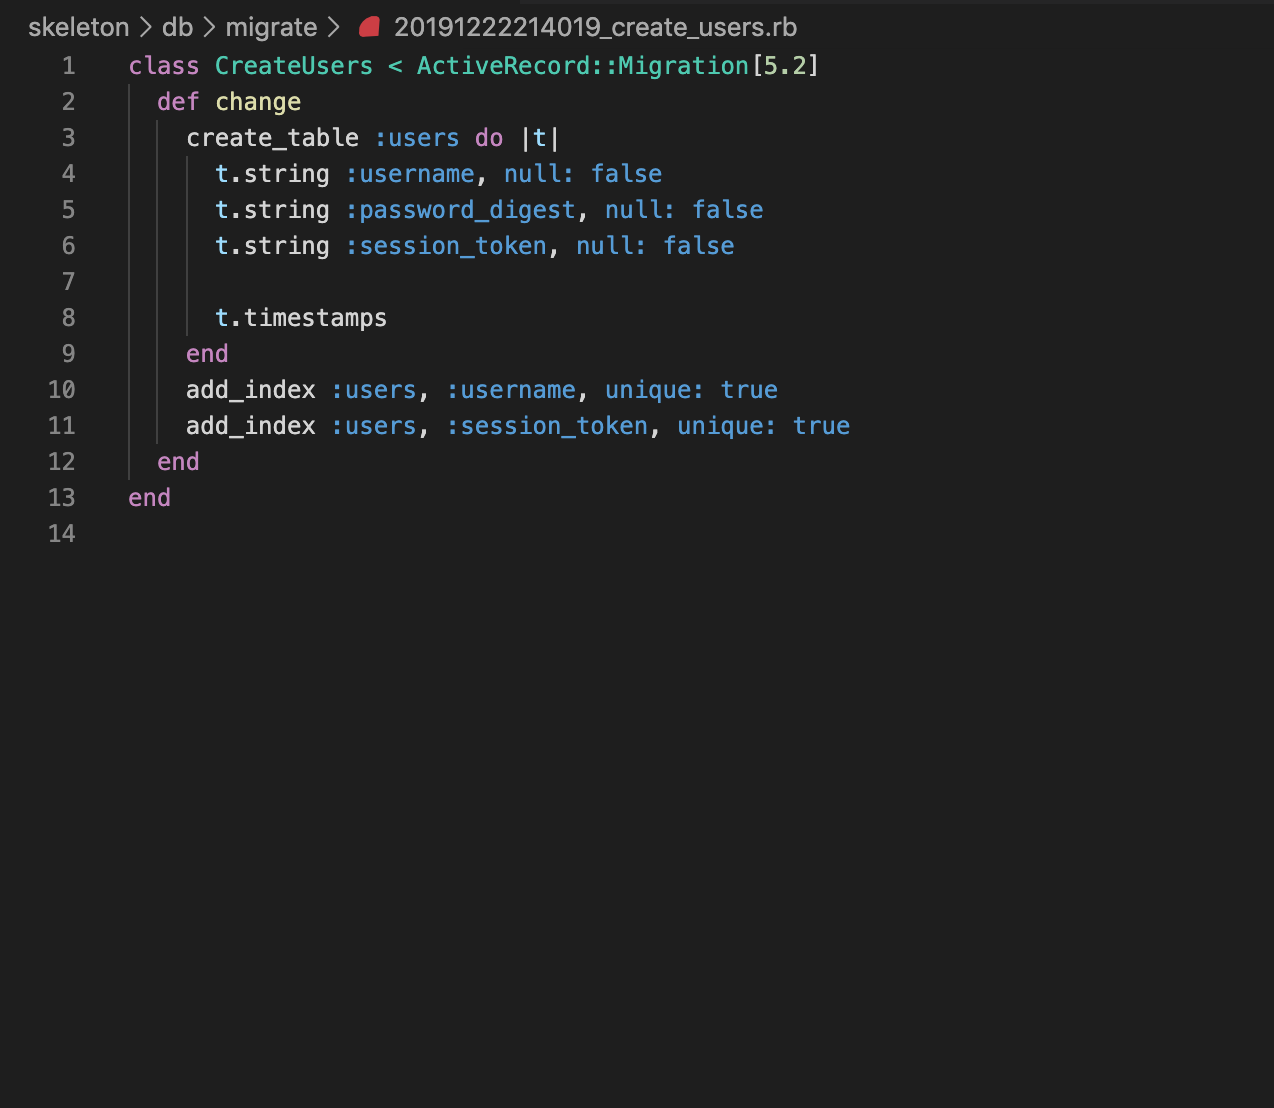 skeleton > db > migrate > 20191222214019_create_users.rb
1 class CreateUsers < ActiveRecord::Migration[5.2]
2 def change
3 create_table :users do |t|
4 t.string :username, null: false
5 t.string :password_digest, null: false
6 t.string :session_token, null: false
7
8 t.timestamps
9 end
10 add_index :users, :username, unique: true
11 add_index :users, :session_token, unique: true
12 end
13 end
14